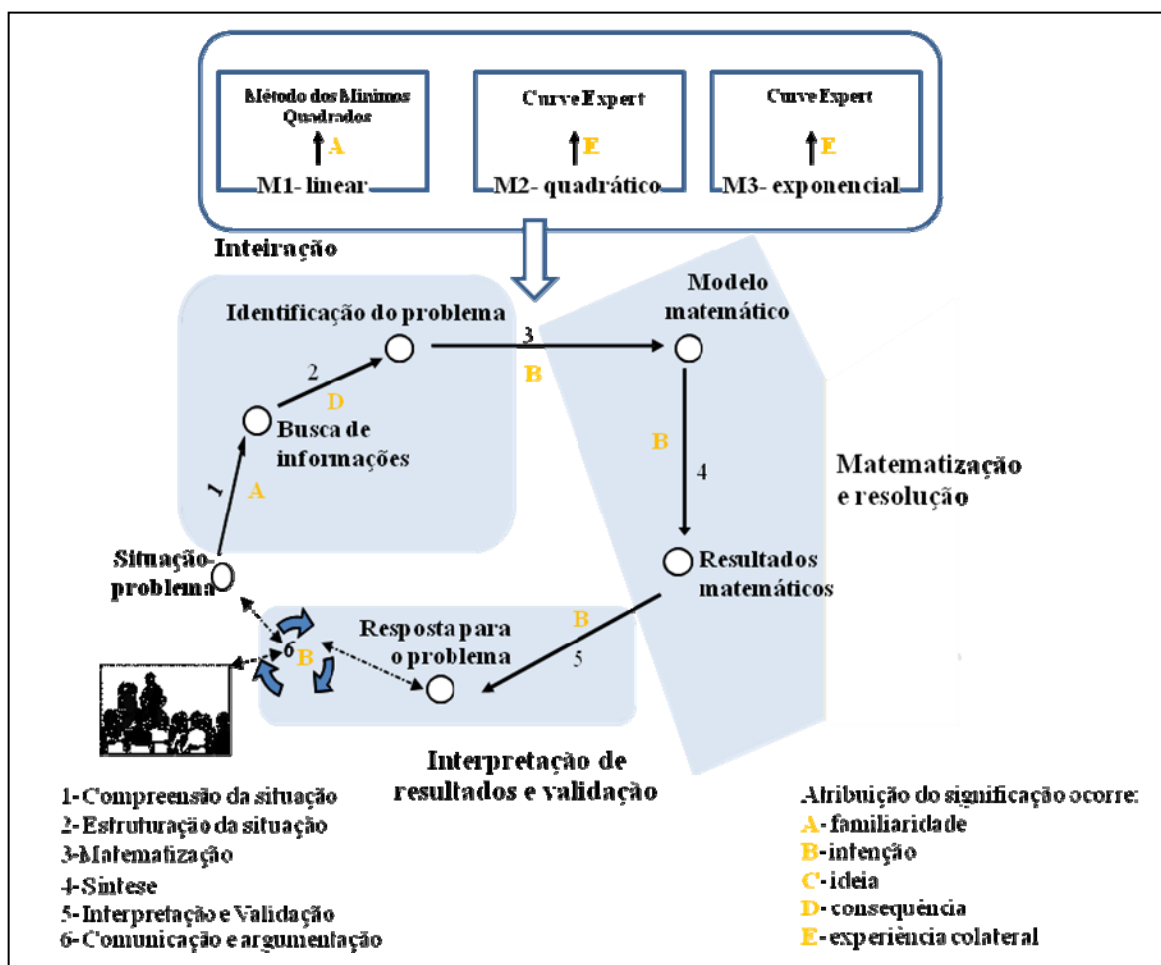 Método dos Mínimos
Quadrados
A
M1- linear
Curve Expert
E
M2- quadrático
Curve Expert
E
M3- exponencial
Inteiração
Identificação do problema
2
D
Busca de
informações
1
A
Situação-
problema
3
B
Modelo
matemático
B
4
Resultados
matemáticos
Matematização
e resolução
B
5
Resposta para
o problema
6
B
Interpretação de
resultados e validação
1- Compreensão da situação
2-Estruturação da situação
3-Matematização
4-Síntese
5- Interpretação e Validação
6-Comunicação e argumentação
Atribuição do significação ocorre:
A- familiaridade
B-intenção
C-ideia
D- consequência
E-experiência colateral